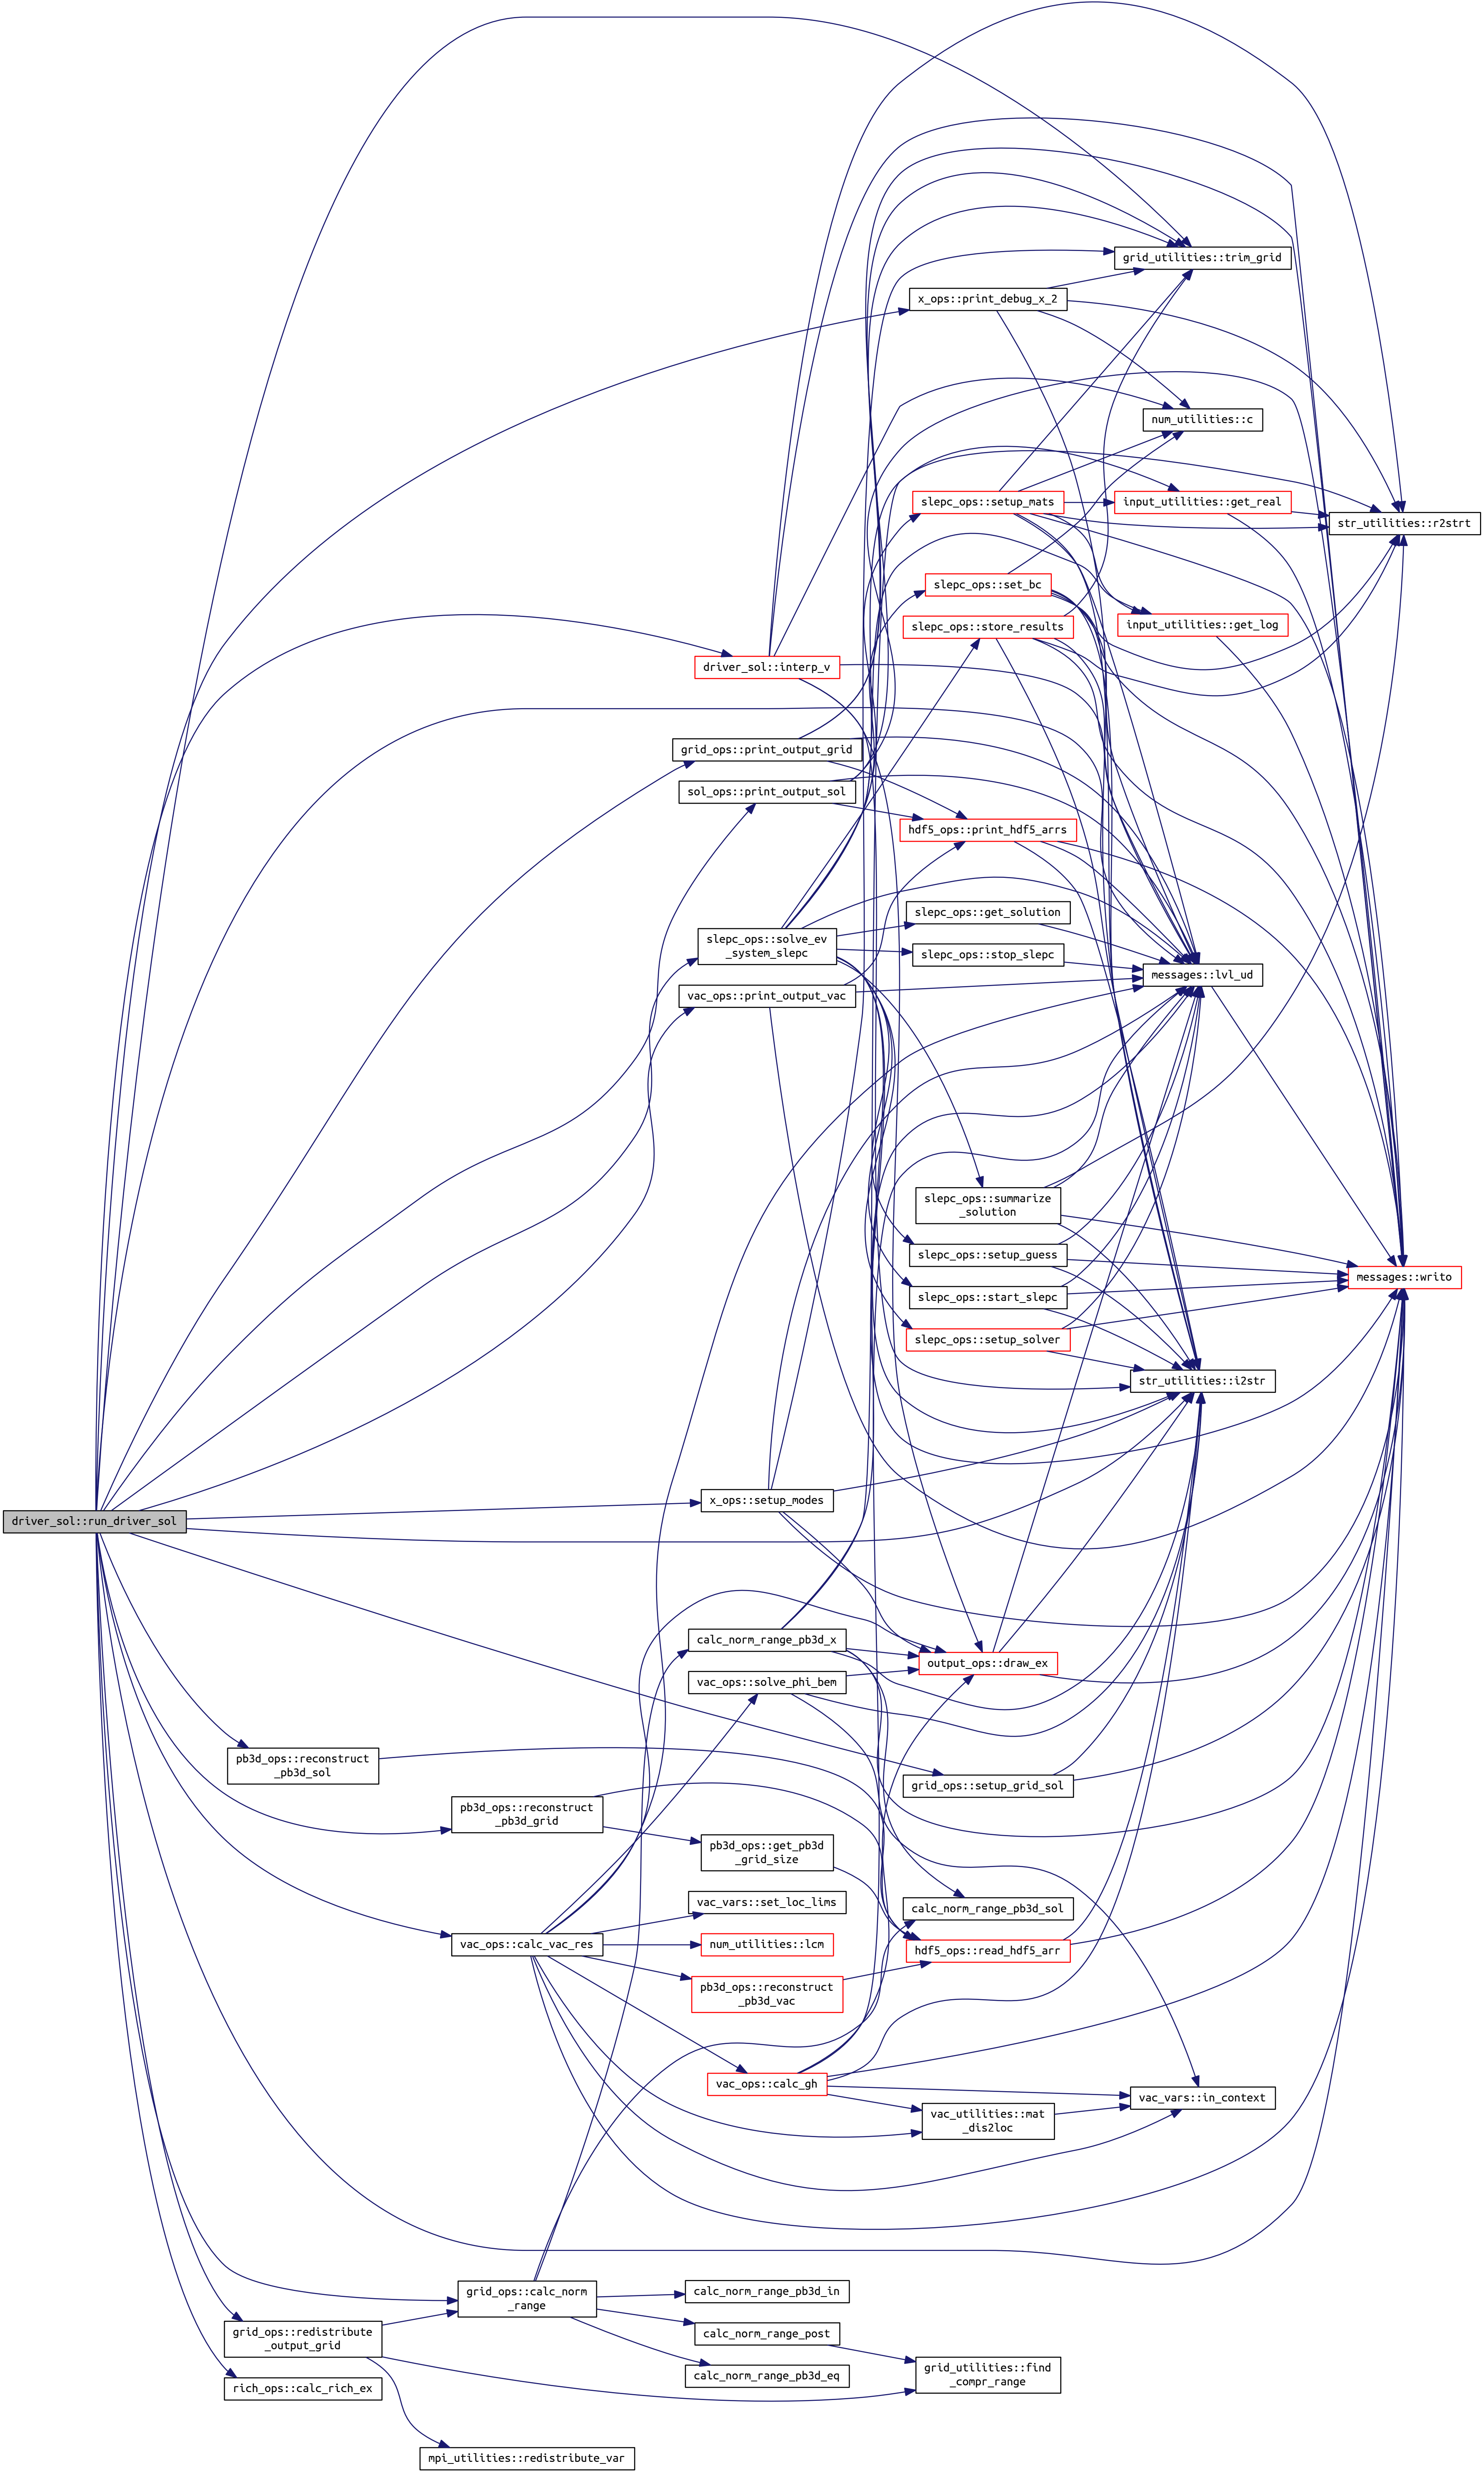 grid_utilities::trim_grid
x_ops::print_debug_x_2
num_utilities::c
slepc_ops::setup_mats
input_utilities::get_real
str_utilities::r2strt
slepc_ops::set_bc
slepc_ops::store_results
input_utilities::get_log
driver_sol::interp_v
grid_ops::print_output_grid
sol_ops::print_output_sol
hdf5_ops::print_hdf5_arrs
slepc_ops::get_solution
slepc_ops::solve_ev
_system_slepc
slepc_ops::stop_slepc
messages::lvl_ud
vac_ops::print_output_vac
slepc_ops::summarize
_solution
slepc_ops::setup_guess
messages::writo
slepc_ops::start_slepc
slepc_ops::setup_solver
str_utilities::i2str
x_ops::setup_modes
driver_sol::run_driver_sol
calc_norm_range_pb3d_x
output_ops::draw_ex
vac_ops::solve_phi_bem
pb3d_ops::reconstruct
_pb3d_sol
grid_ops::setup_grid_sol
pb3d_ops::reconstruct
_pb3d_grid
pb3d_ops::get_pb3d
_grid_size
vac_vars::set_loc_lims
calc_norm_range_pb3d_sol
vac_ops::calc_vac_res
num_utilities::lcm
hdf5_ops::read_hdf5_arr
pb3d_ops::reconstruct
_pb3d_vac
vac_ops::calc_gh
vac_vars::in_context
vac_utilities::mat
_dis2loc
grid_ops::calc_norm
_range
calc_norm_range_pb3d_in
grid_ops::redistribute
_output_grid
calc_norm_range_post
calc_norm_range_pb3d_eq
grid_utilities::find
_compr_range
rich_ops::calc_rich_ex
mpi_utilities::redistribute_var